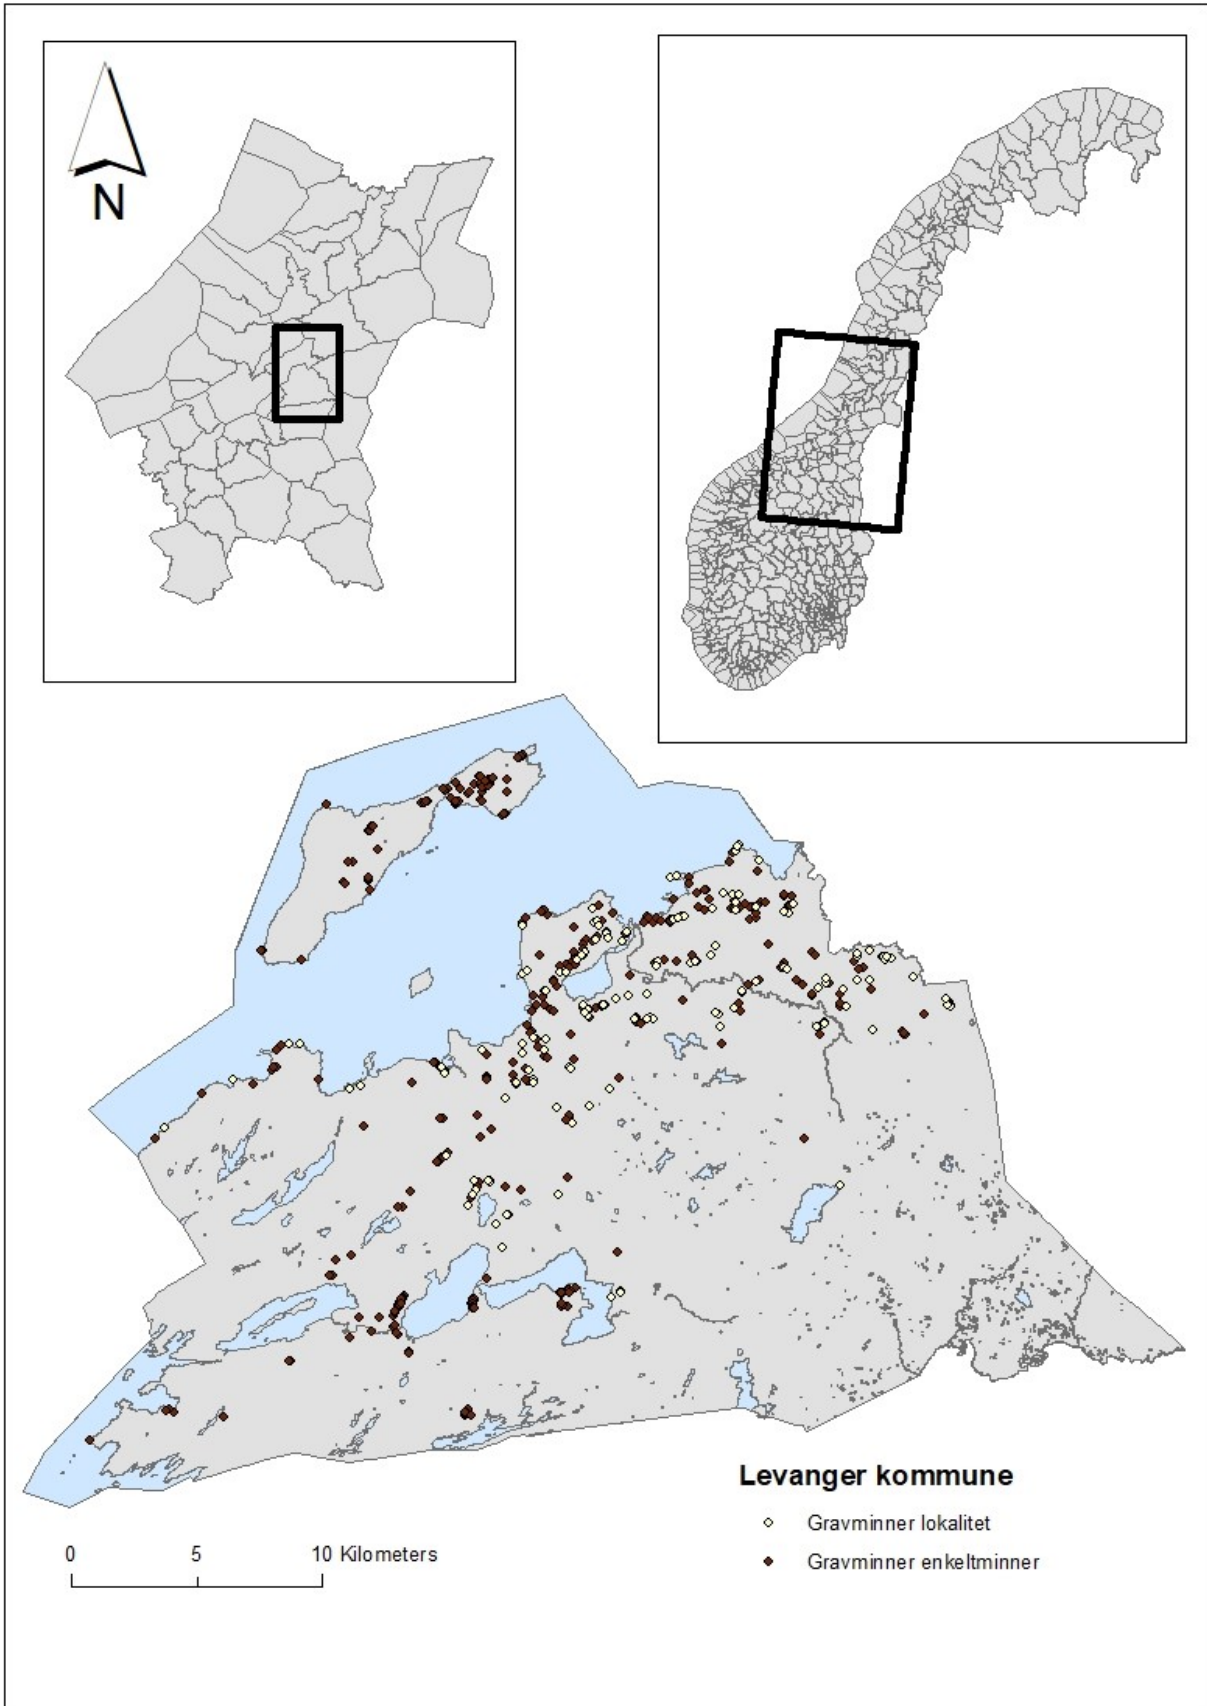 N
Levanger kommune
Gravminner lokalitet
Gravminner enkeltminner
0 5 10 Kilometers